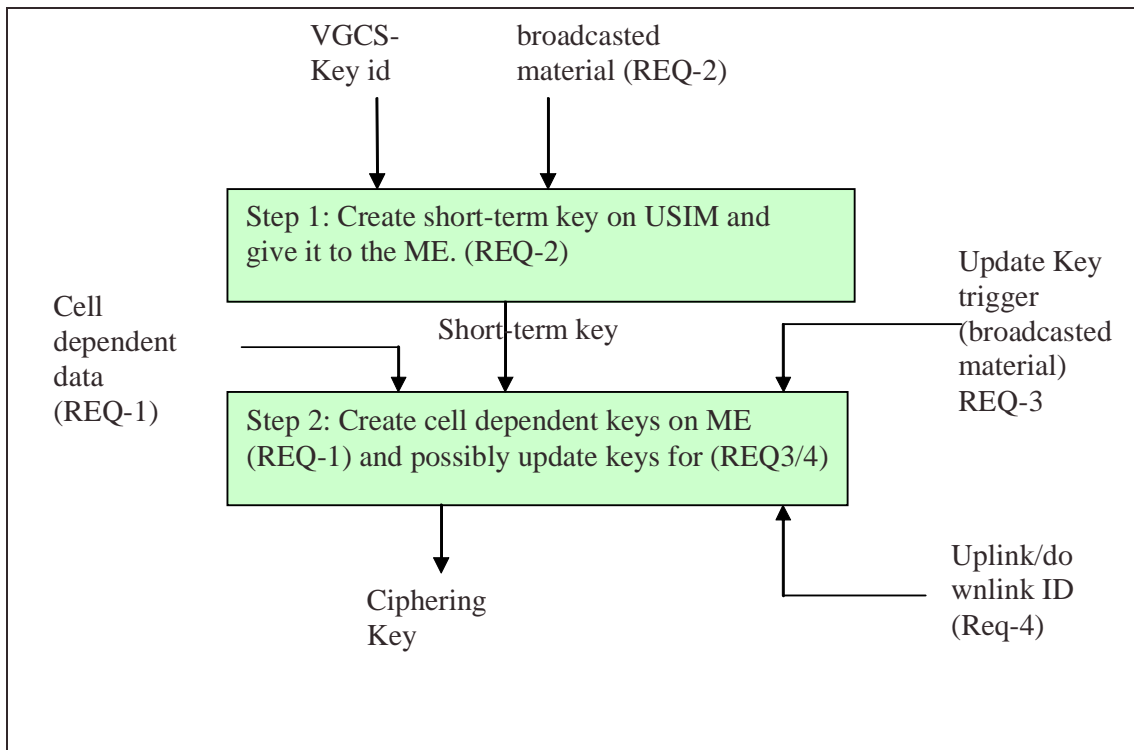 VGCS-
Key id
broadcasted
material (REQ-2)
Step 1: Create short-term key on USIM and
give it to the ME. (REQ-2)
Cell
dependent
data
(REQ-1)
Short-term key
Update Key
trigger
(broadcasted
material)
REQ-3
Step 2: Create cell dependent keys on ME
(REQ-1) and possibly update keys for (REQ3/4)
Ciphering
Key
Uplink/do
wnlink ID
(Req-4)